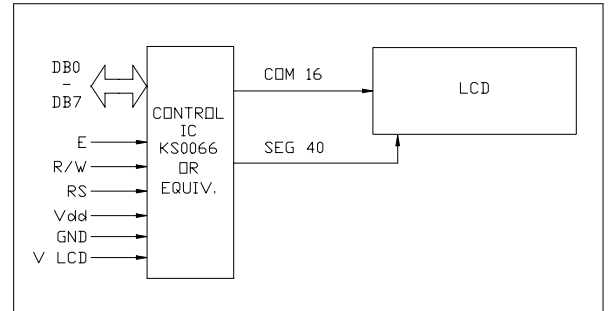 DB0
-
DB7
E
R/W
RS
Vdd
GND
V LCD
CONTROL
IC
KS0066
OR
EQUIV.
COM 16
SEG 40
LCD